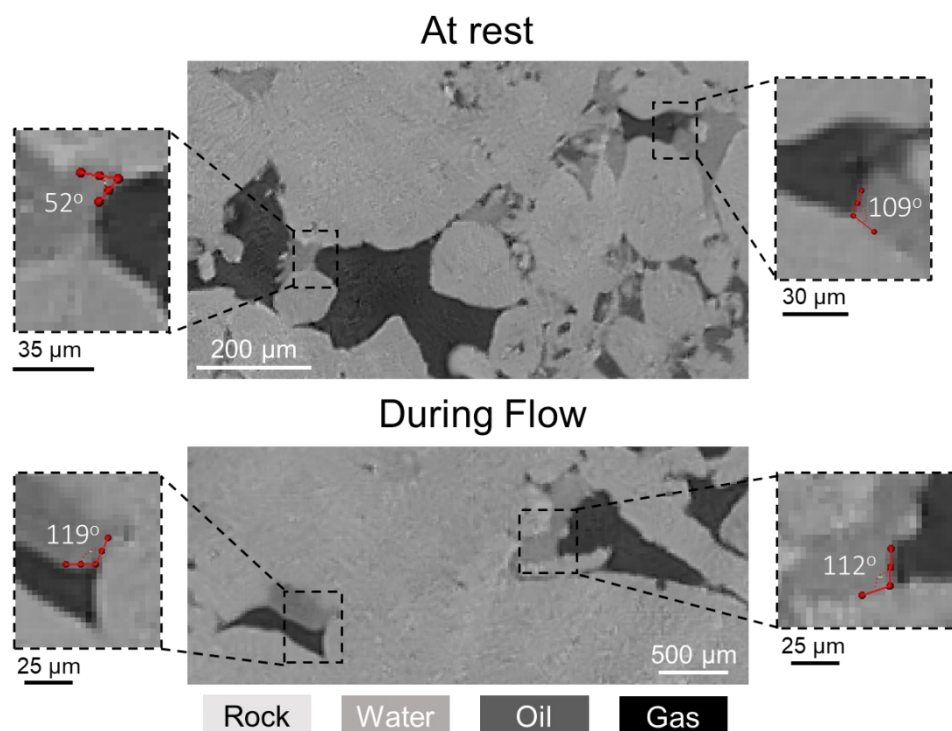 At rest
52°
109°
35 μm
200 μm
30 μm
During Flow
119°
112°
25 μm
500 μm
25 μm
Rock Water Oil Gas